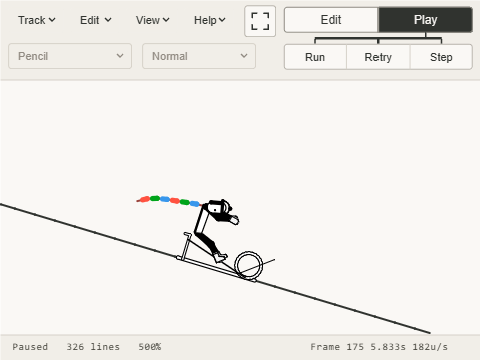 Track Edit View Help Edit Play
Pencil Normal Run Retry Step
Paused 326 lines 500% Frame 175 5.833s 182u/s